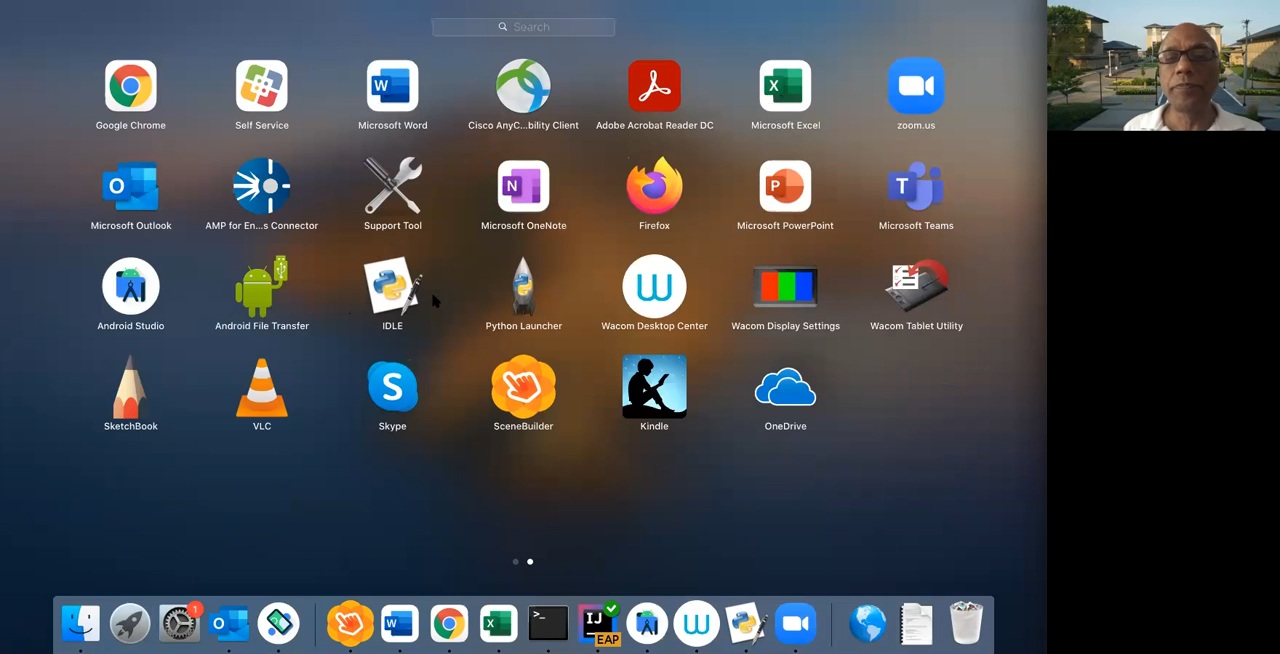 Search
Google Chrome
Self Service
Microsoft Word
Cisco AnyC...bility Client
Adobe Acrobat Reader DC
Microsoft Excel
zoom.us
Microsoft Outlook
AMP for En...s Connector
Support Tool
Microsoft OneNote
Firefox
Microsoft PowerPoint
Microsoft Teams
Android Studio
Android File Transfer
IDLE
Python Launcher
Wacom Desktop Center
Wacom Display Settings
Wacom Tablet Utility
SketchBook
VLC
Skype
SceneBuilder
Kindle
OneDrive
1
IJ
EAP